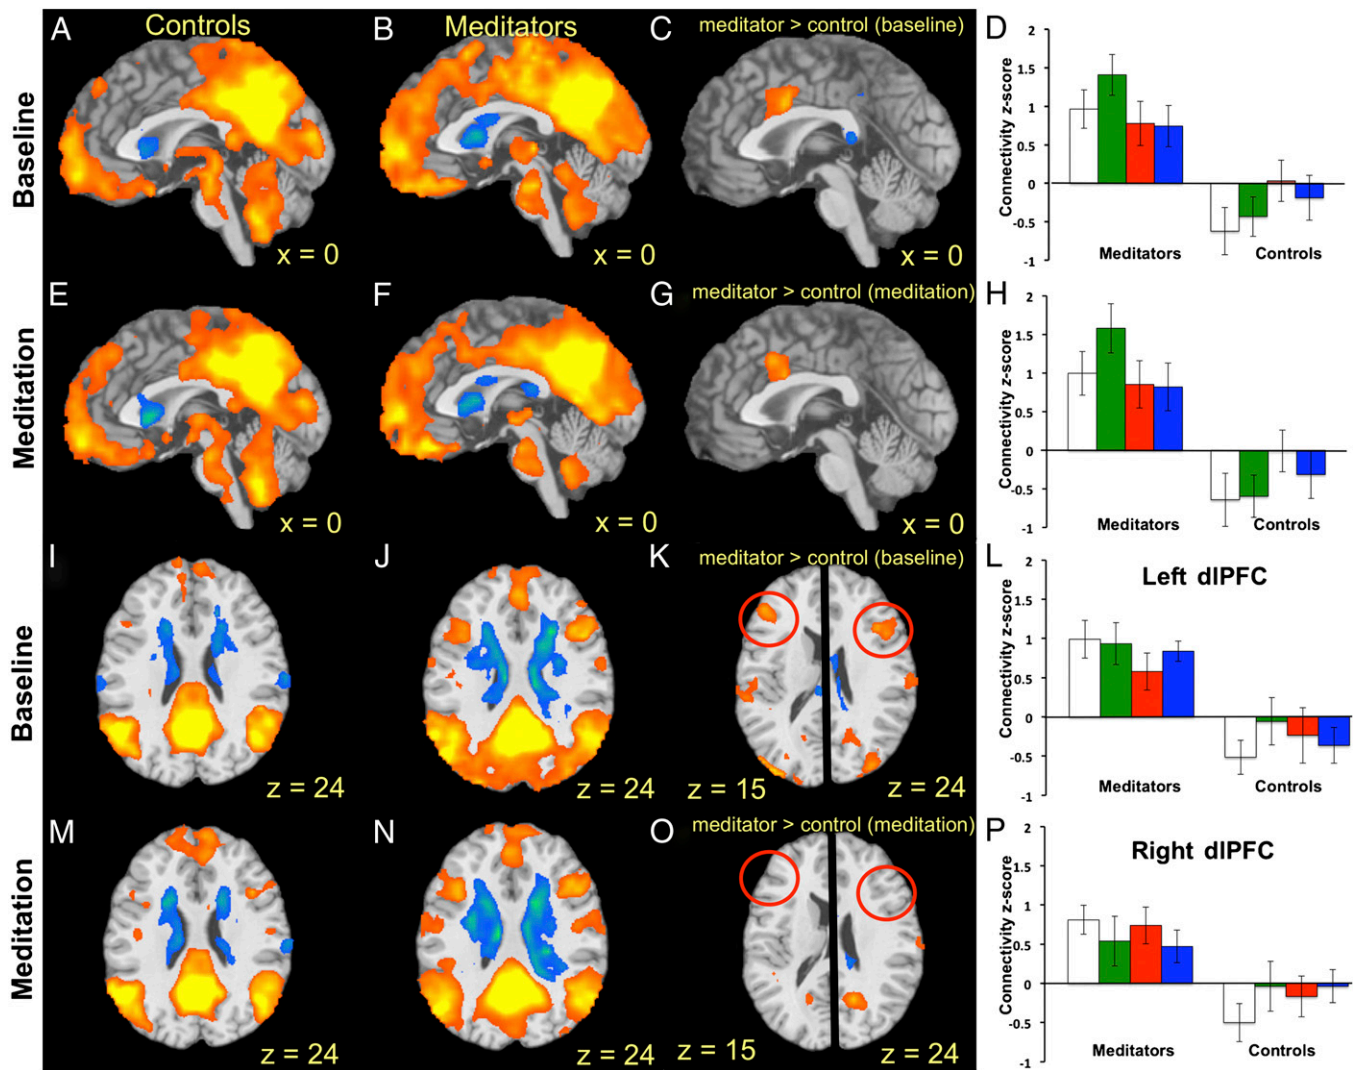 A
Controls
B
Meditators
C
meditator > control (baseline)
D
Baseline
x = 0
x = 0
x = 0
Connectivity z-score
2
1.5
1
0.5
0
-0.5
-1
Meditators
Controls
E
F
G
meditator > control (meditation)
H
Meditation
x = 0
x = 0
x = 0
Connectivity z-score
2
1.5
1
0.5
0
-0.5
-1
Meditators
Controls
I
J
K
meditator > control (baseline)
L
Left dlPFC
Baseline
z = 24
z = 24
z = 15
z = 24
Connectivity z-score
2
1.5
1
0.5
0
-0.5
-1
Meditators
Controls
M
N
O
meditator > control (meditation)
P
Right dlPFC
Meditation
z = 24
z = 24
z = 15
z = 24
Connectivity z-score
2
1.5
1
0.5
0
-0.5
-1
Meditators
Controls